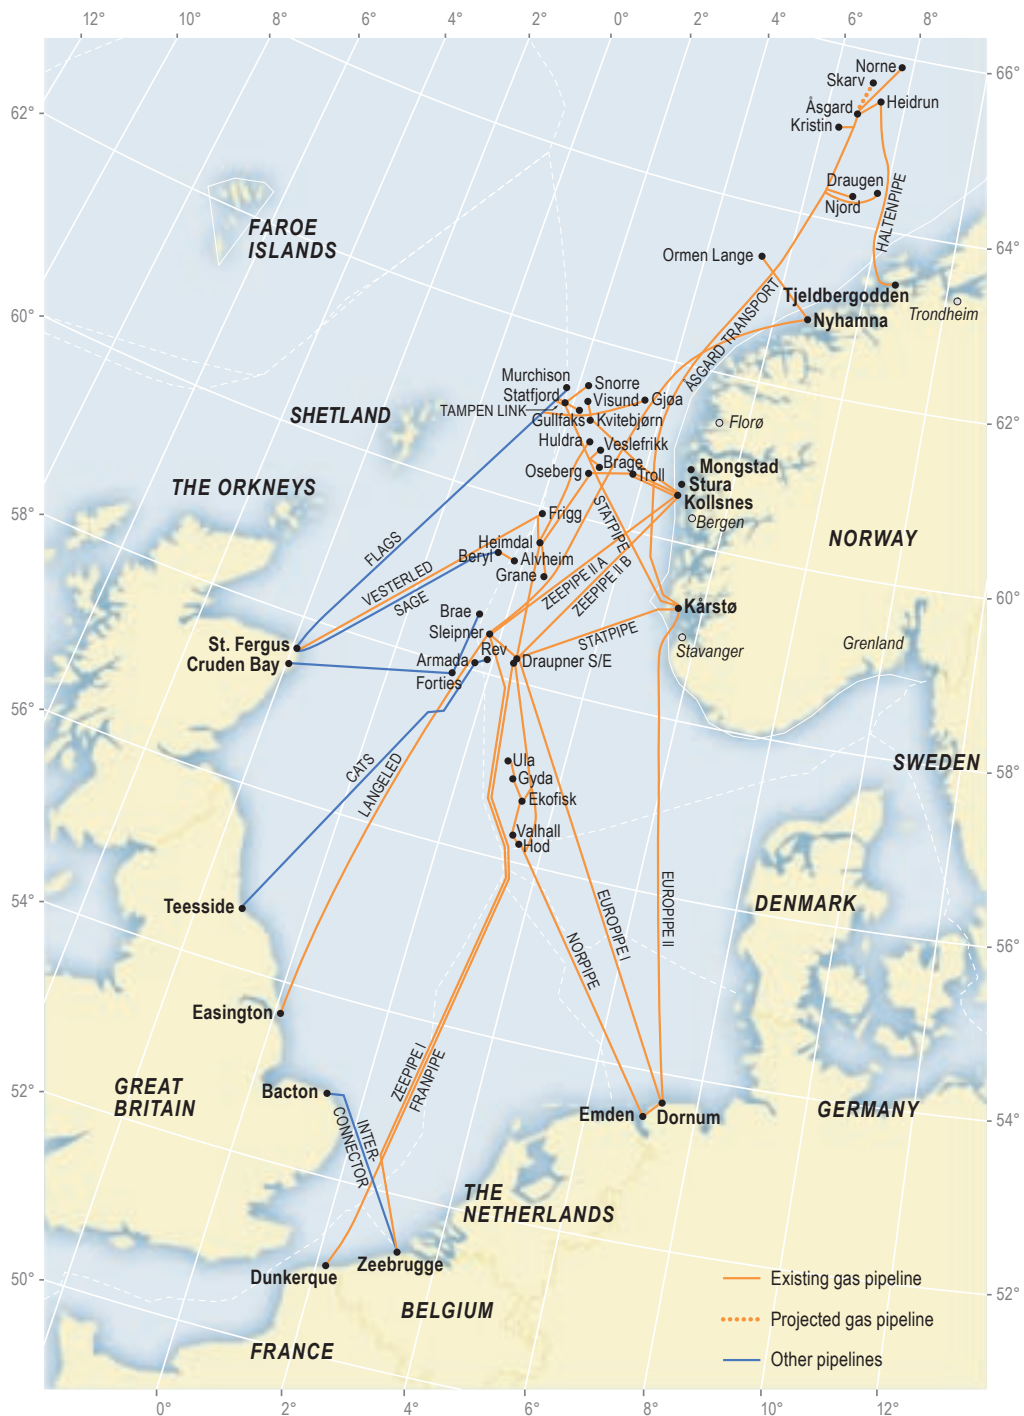 12°
10°
8°
6°
4°
2°
0°
2°
4°
6°
8°
66°
62°
Norne
Skarv
Åsgard
Heidrun
Kristin
Draugen
Njord
HALTENPIPE
FAROE
ISLANDS
64°
Ormen Lange
Tjeldbergodden
Trondheim
Nyhamna
60°
ÅSGARD TRANSPORT
Murchison
Snorre
Statfjord
Visund
Gjøa
TAMPEN LINK
Gullfaks
Kvitebjørn
SHETLAND
Florø
62°
Huldra
Veslefrikk
Brage
Oseberg
Troll
Mongstad
Stura
Kollsnes
Bergen
THE ORKNEYS
58°
STATPIPE
Frigg
FLAGS
Heimdal
Beryl
Alvheim
Grane
NORWAY
VESTERLED
SAGE
ZEEPIPE II A
ZEEPIPE II B
60°
Brae
Kårstø
Sleipner
STATPIPE
St. Fergus
Cruden Bay
Rev
Armada
Draupner S/E
Forties
Stavanger
Grenland
56°
CATS
LANGELED
Ula
Gyda
Ekofisk
Valhall
Hod
SWEDEN
58°
54°
Teesside
EUROPIPE I
EUROPIPE II
DENMARK
NORPIPE
56°
Easington
52°
GREAT
BRITAIN
Bacton
ZEEPIPE I
FRANPIPE
INTER-
CONNECTOR
Emden
Dornum
GERMANY
54°
THE
NETHERLANDS
50°
Dunkerque
Zeebrugge
BELGIUM
FRANCE
Existing gas pipeline
Projected gas pipeline
Other pipelines
52°
0°
2°
4°
6°
8°
10°
12°